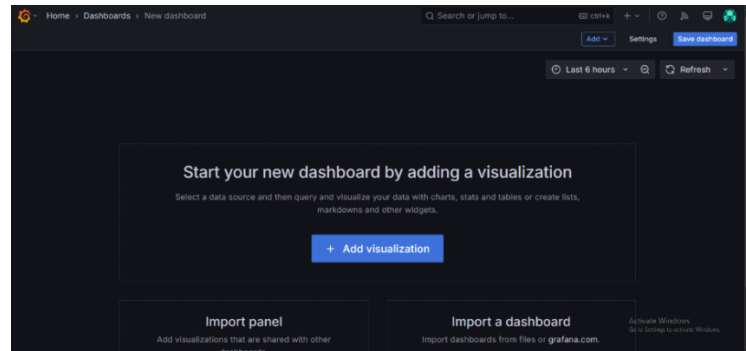 Home › Dashboards › New dashboard
Search or jump to...
ctrl+k
Add
Settings
Save dashboard
Last 6 hours
Refresh
Start your new dashboard by adding a visualization
Select a data source and then query and visualize your data with charts, stats and tables or create lists,
markdowns and other widgets.
+ Add visualization
Import panel
Add visualizations that are shared with other
Import a dashboard
Import dashboards from files or grafana.com.
Activate Windows
Go to Settings to activate Windows.